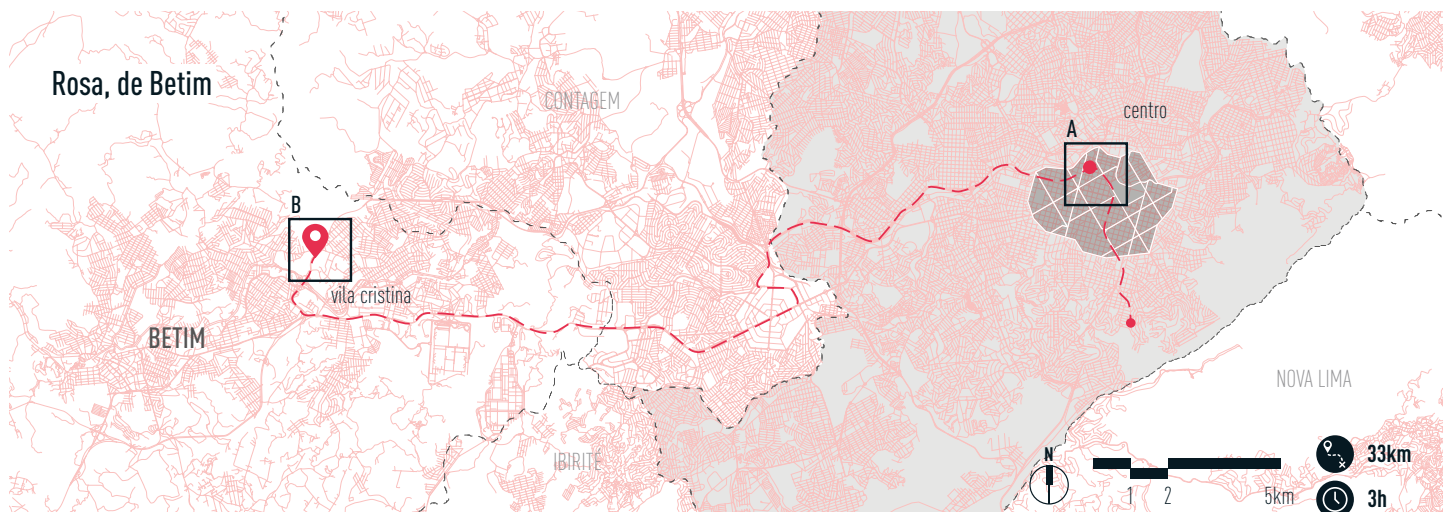 Rosa, de Betim
CONTAGEM
centro
A
B
vila cristina
BETIM
NOVA LIMA
IBIRITÉ
N
1 2 5km
33km
3h